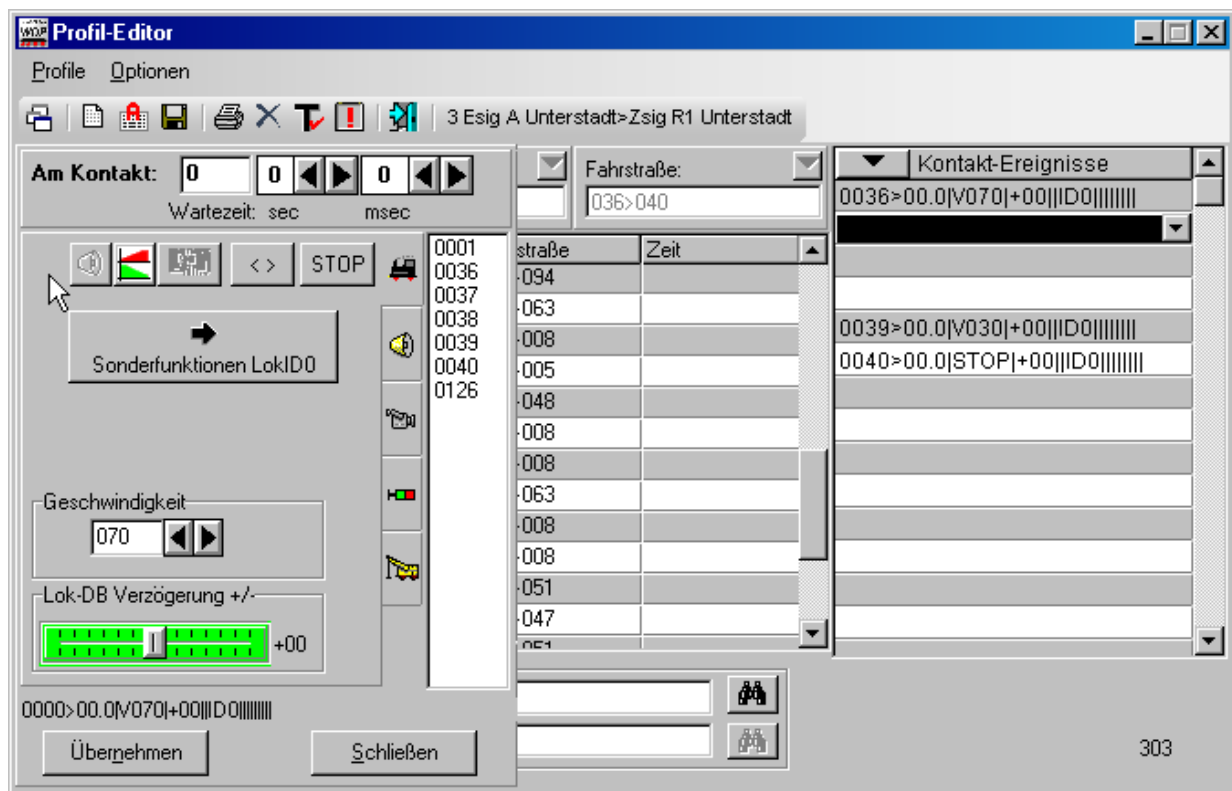 Profil-Editor
Profile Optionen
3 Esig A Unterstadt>Zsig R1 Unterstadt
Am Kontakt: 0 0 0
Wartezeit: sec msec
Fahrstraße:
036>040
Kontakt-Ereignisse
0036>00.0|V070|+00|||ID0||||||||
0039>00.0|V030|+00|||ID0||||||||
0040>00.0|STOP|+00|||ID0||||||||
< > STOP
Sonderfunktionen LokID0
0001
0036
0037
0038
0039
0040
0126
straße Zeit
-094
-063
-008
-005
-048
-008
-008
-063
-008
-008
-051
-047
-051
Geschwindigkeit
070
Lok-DB Verzögerung +/-
+00
0000>00.0|V070|+00|||ID0||||||||
Übernehmen Schließen
303